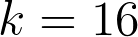 k = 16